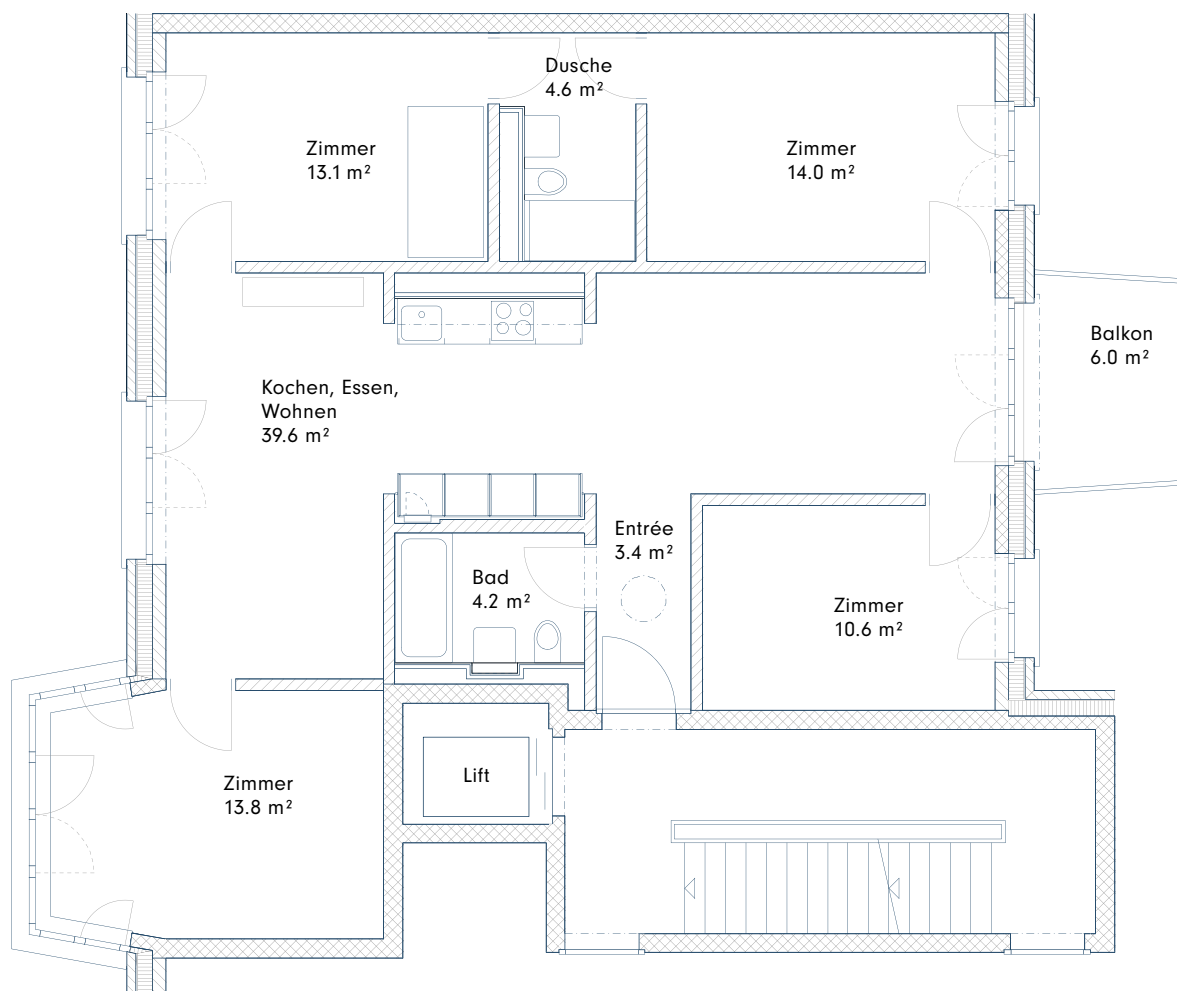 Dusche
4.6 m²
Zimmer
13.1 m²
Zimmer
14.0 m²
Balkon
6.0 m²
Kochen, Essen,
Wohnen
39.6 m²
Entrée
3.4 m²
Bad
4.2 m²
Zimmer
10.6 m²
Lift
Zimmer
13.8 m²